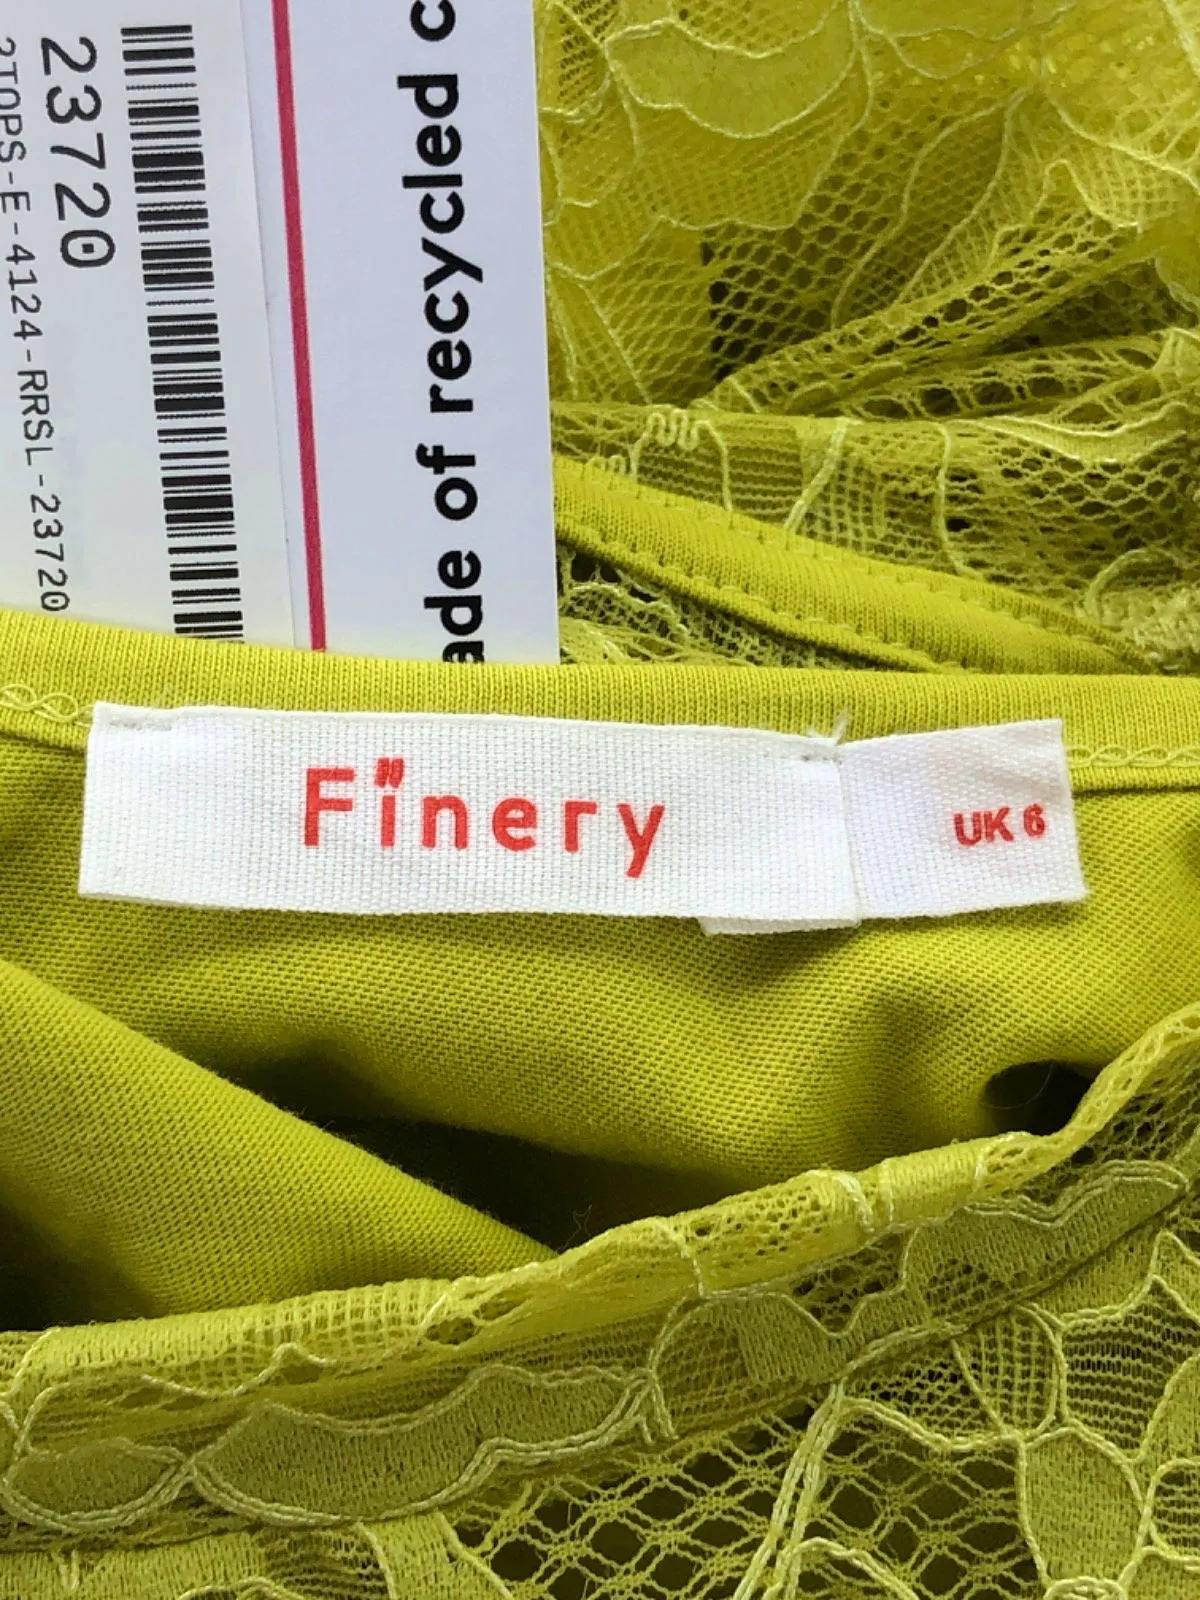 23720
2TOPS-E-4124-RRSL-23720
ade of recycled c
Finery
UK 6